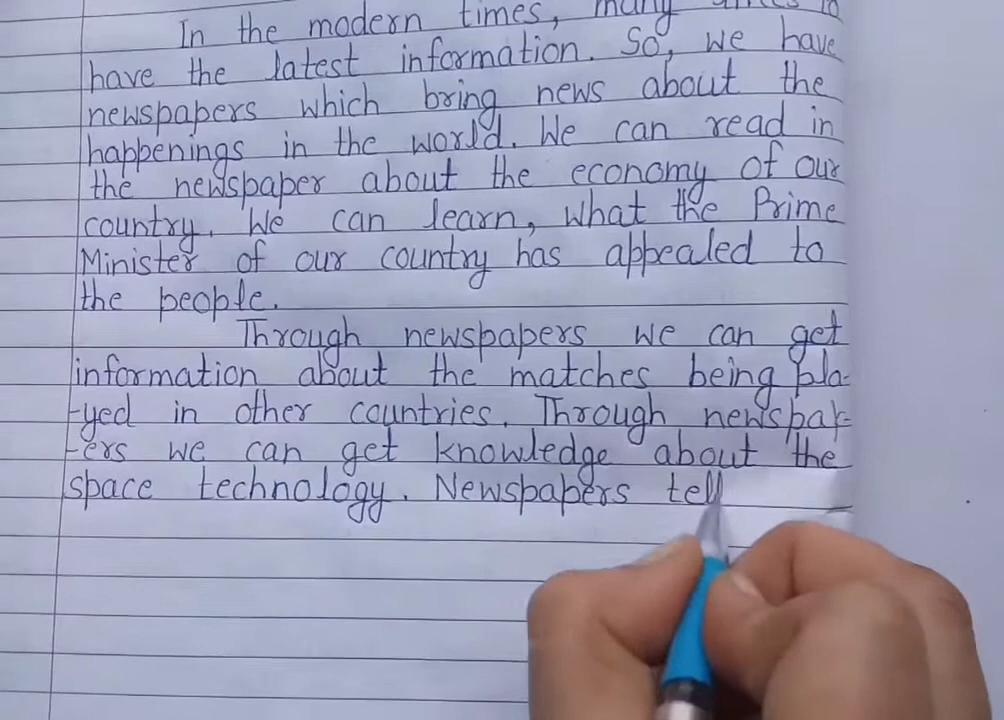 In the modern times, many
have the latest information. So, we have
newspapers which bring news about the
happenings in the world. We can read in
the newspaper about the economy of our
country. We can learn, what the Prime
Minister of our country has appealed to
the people.
Through newspapers we can get
information about the matches being pla-
-yed in other countries. Through newspap-
-ers we can get knowledge about the
space technology. Newspapers tell